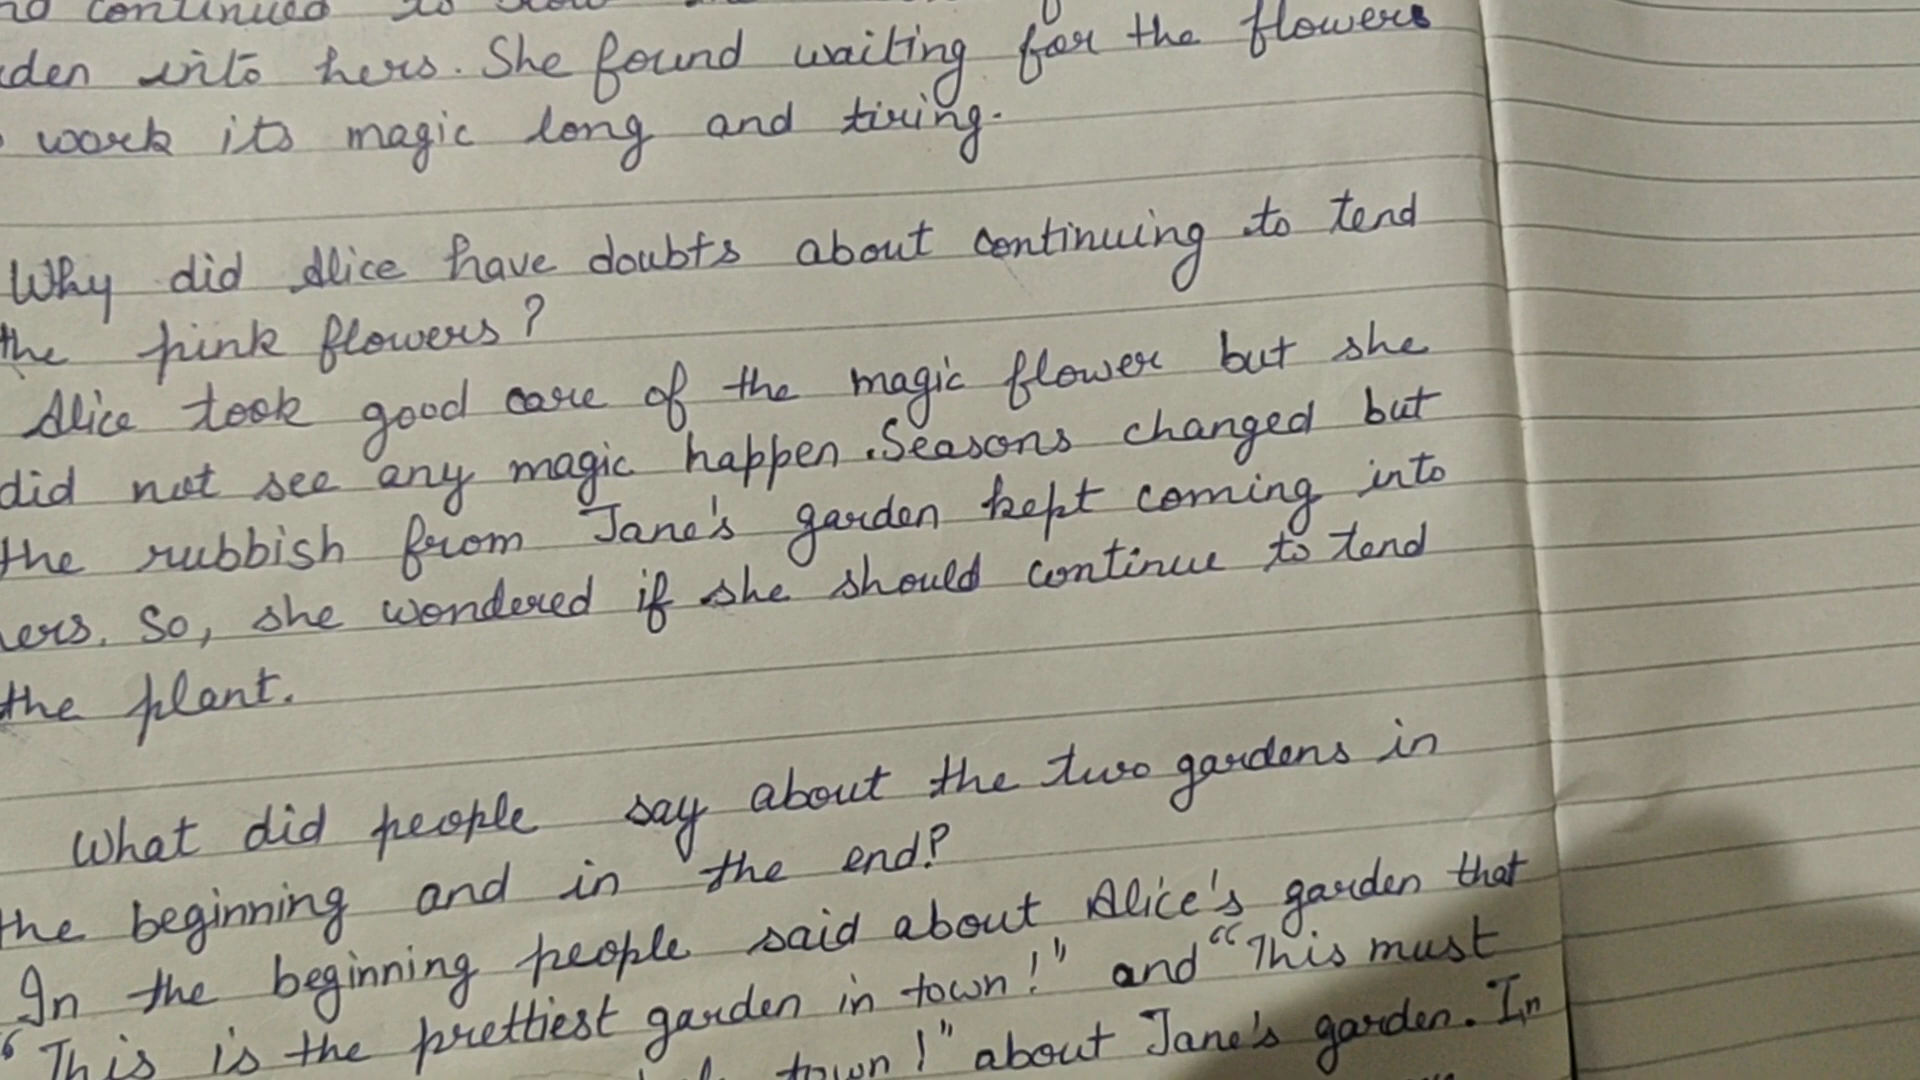 continued to
den into hers. She found waiting for the flowers
work its magic long and tiring.
Why did Alice have doubts about continuing to tend
the pink flowers?
Alice took good care of the magic flower but she
did not see any magic happen. Seasons changed but
the rubbish from Jane's garden kept coming into
ers. So, she wondered if she should continue to tend
the plant.
What did people say about the two gardens in
the beginning and in the end?
In the beginning people said about Alice's garden that
"This is the prettiest garden in town!" and "This must
town!" about Jane's garden. In